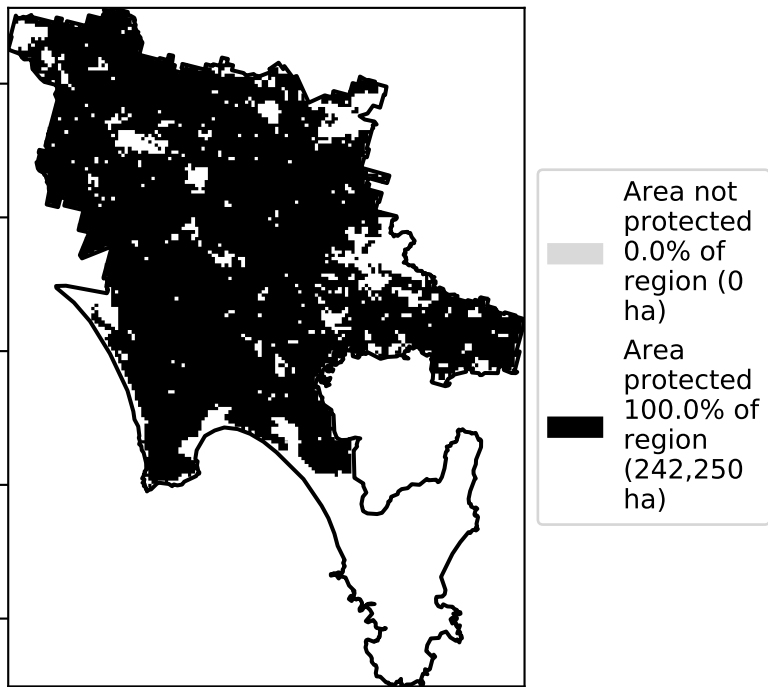 Area not
protected
0.0% of
region (0
ha)
Area
protected
100.0% of
region
(242,250
ha)